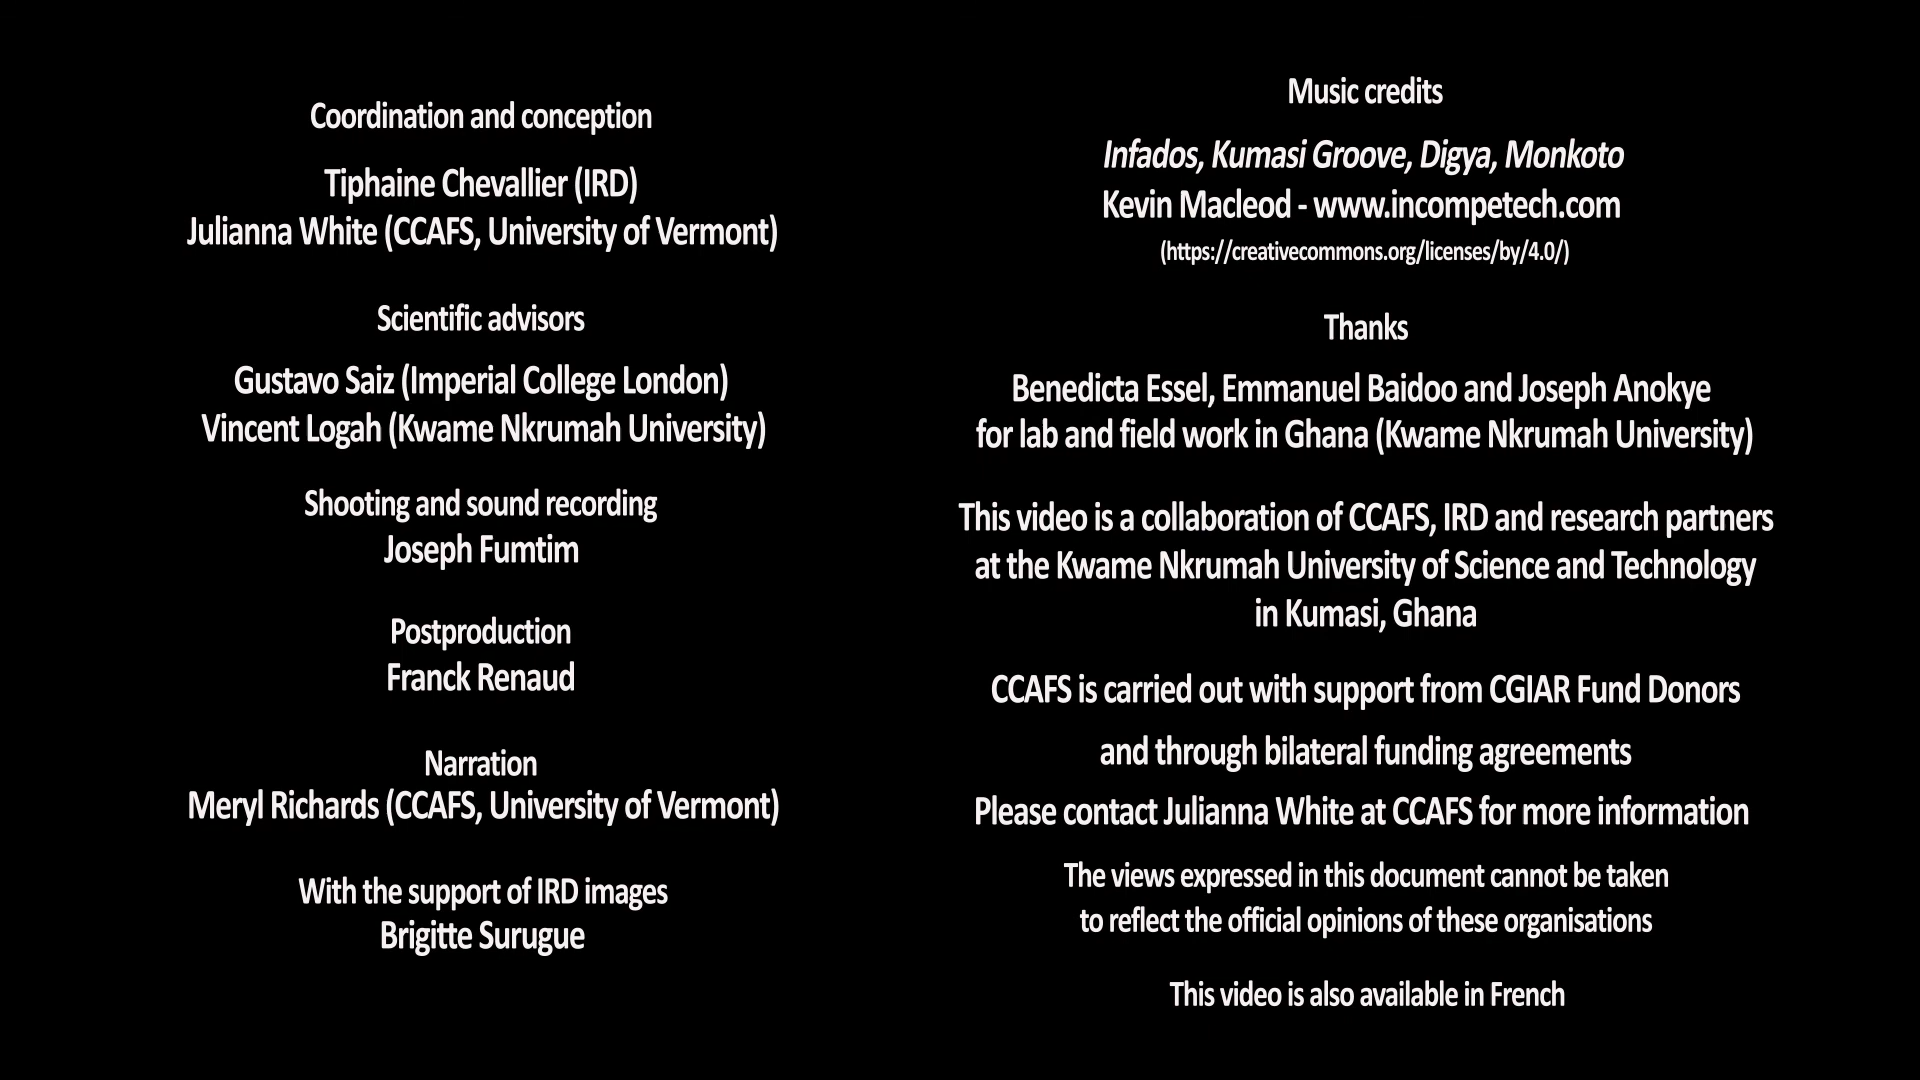 Coordination and conception
Tiphaine Chevallier (IRD)
Julianna White (CCAFS, University of Vermont)
Scientific advisors
Gustavo Saiz (Imperial College London)
Vincent Logah (Kwame Nkrumah University)
Shooting and sound recording
Joseph Fumtim
Postproduction
Franck Renaud
Narration
Meryl Richards (CCAFS, University of Vermont)
With the support of IRD images
Brigitte Surugue
Music credits
Infados, Kumasi Groove, Digya, Monkoto
Kevin Macleod - www.incompetech.com
(https://creativecommons.org/licenses/by/4.0/)
Thanks
Benedicta Essel, Emmanuel Baidoo and Joseph Anokye
for lab and field work in Ghana (Kwame Nkrumah University)
This video is a collaboration of CCAFS, IRD and research partners
at the Kwame Nkrumah University of Science and Technology
in Kumasi, Ghana
CCAFS is carried out with support from CGIAR Fund Donors
and through bilateral funding agreements
Please contact Julianna White at CCAFS for more information
The views expressed in this document cannot be taken
to reflect the official opinions of these organisations
This video is also available in French